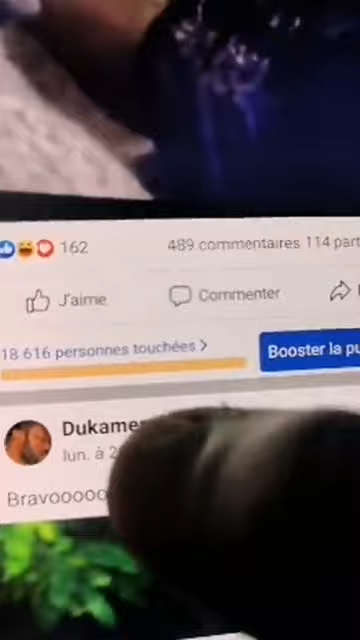 162
489 commentaires 114 part
J'aime
Commenter
18 616 personnes touchées >
Booster la pu
Dukame
lun. à 2
Bravooooo